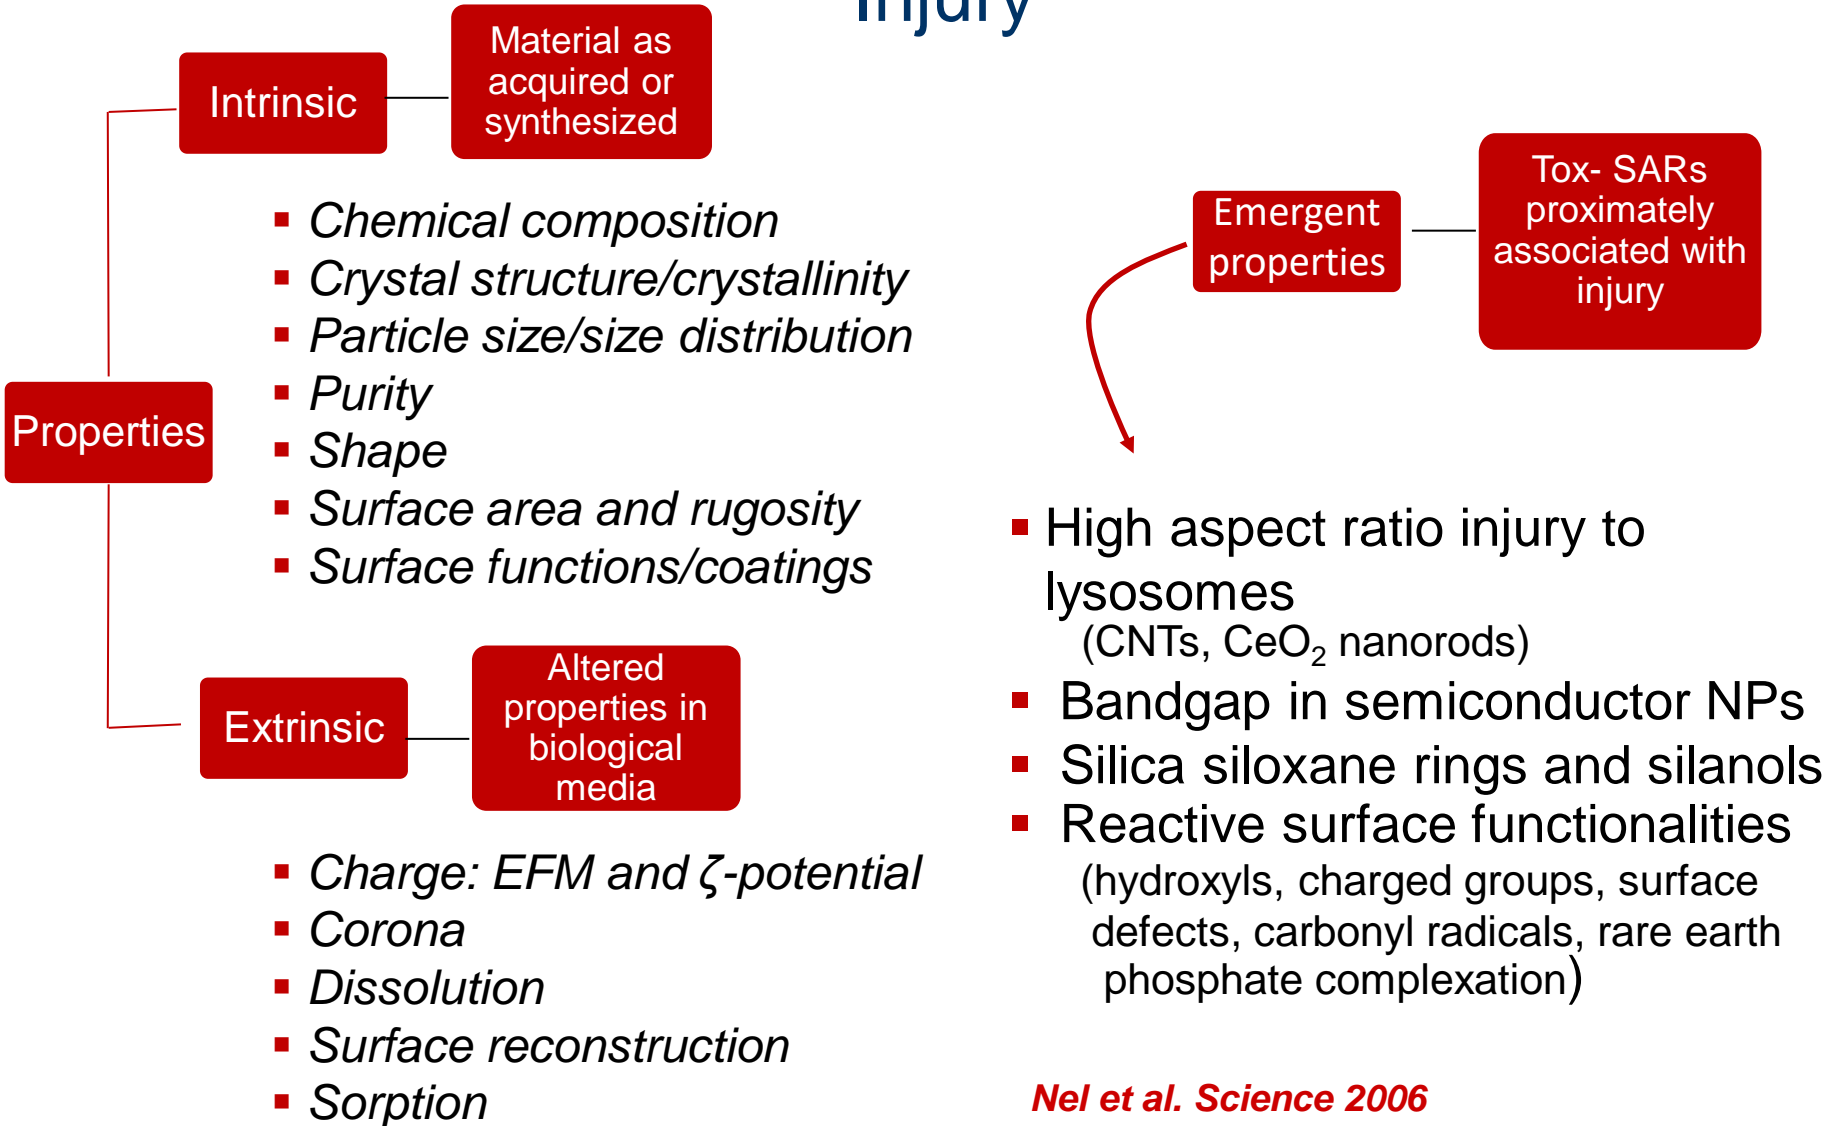 Injury
Material as
acquired or
synthesized
Intrinsic
▪ Chemical composition
▪ Crystal structure/crystallinity
▪ Particle size/size distribution
▪ Purity
▪ Shape
▪ Surface area and rugosity
▪ Surface functions/coatings
Properties
Extrinsic
Altered
properties in
biological
media
▪ Charge: EFM and ζ-potential
▪ Corona
▪ Dissolution
▪ Surface reconstruction
▪ Sorption
Emergent
properties
Tox- SARs
proximately
associated with
injury
▪ High aspect ratio injury to
lysosomes
(CNTs, CeO₂ nanorods)
▪ Bandgap in semiconductor NPs
▪ Silica siloxane rings and silanols
▪ Reactive surface functionalities
(hydroxyls, charged groups, surface
defects, carbonyl radicals, rare earth
phosphate complexation)
Nel et al. Science 2006